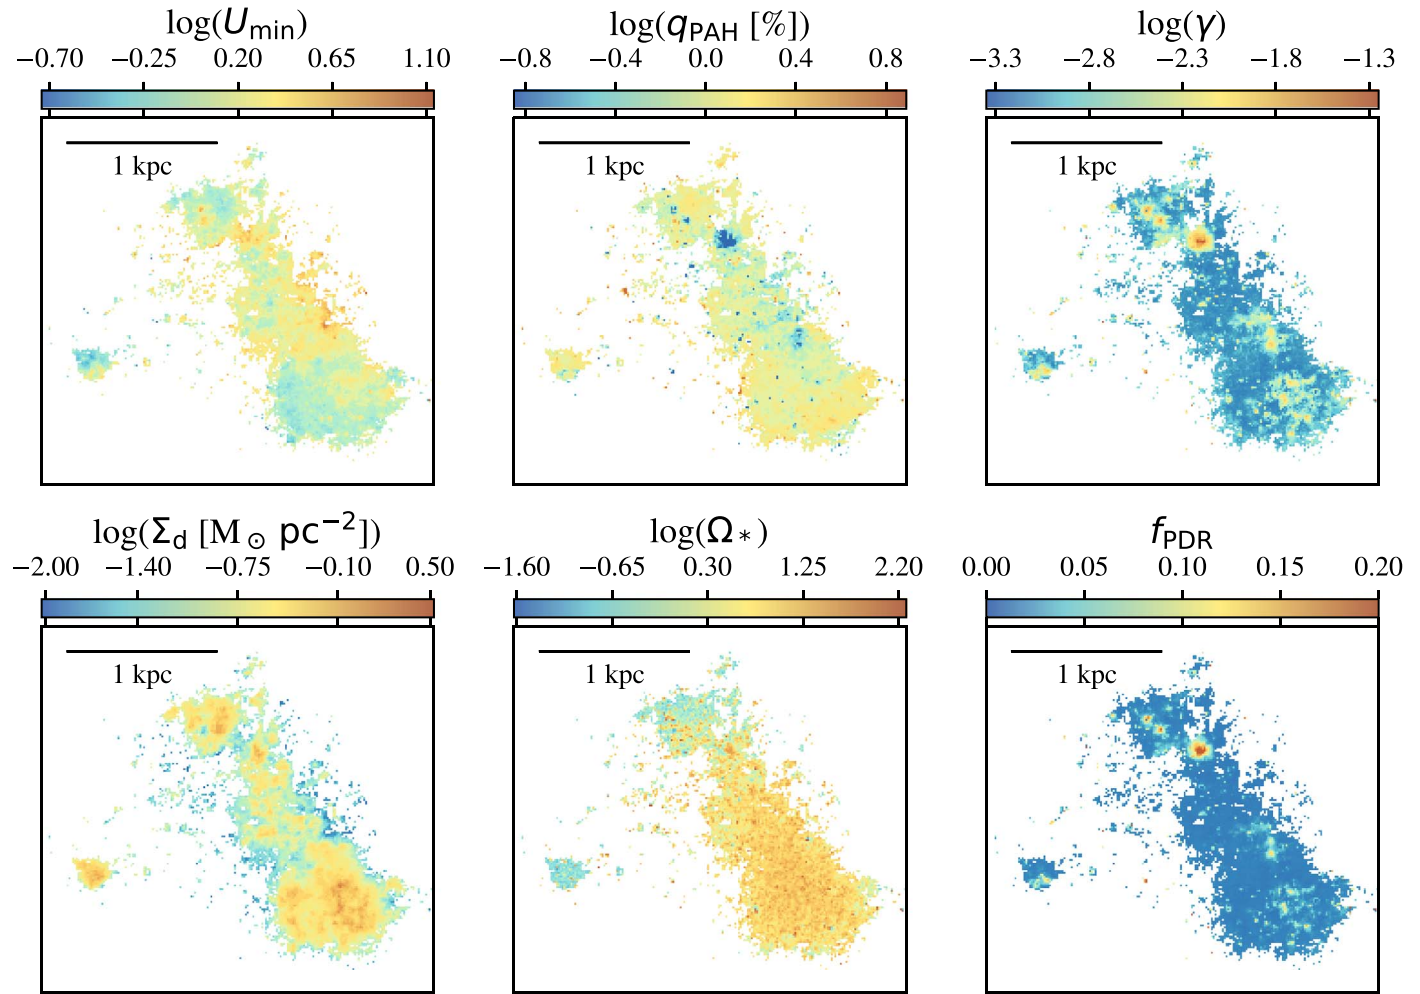 log(U_min) log(q_PAH [%]) log(γ)
−0.70 −0.25 0.20 0.65 1.10 −0.8 −0.4 0.0 0.4 0.8 −3.3 −2.8 −2.3 −1.8 −1.3
1 kpc 1 kpc 1 kpc
log(Σ_d [M_⊙ pc⁻²]) log(Ω_*) f_PDR
−2.00 −1.40 −0.75 −0.10 0.50 −1.60 −0.65 0.30 1.25 2.20 0.00 0.05 0.10 0.15 0.20
1 kpc 1 kpc 1 kpc